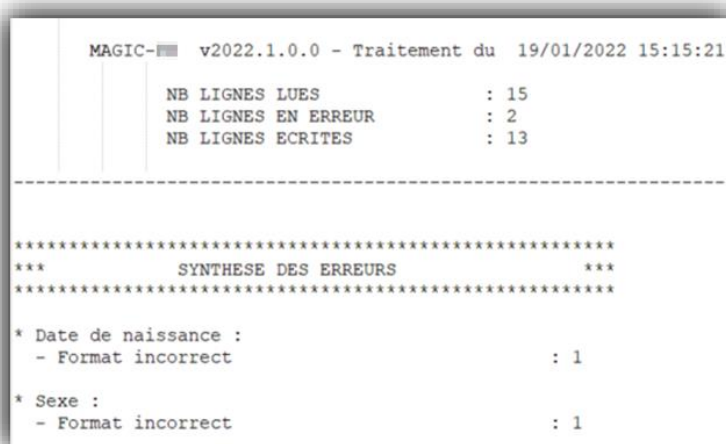 MAGIC- v2022.1.0.0 - Traitement du 19/01/2022 15:15:21
NB LIGNES LUES : 15
NB LIGNES EN ERREUR : 2
NB LIGNES ECRITES : 13
------------------------------------------------------------------
*******************************************************
*** SYNTHESE DES ERREURS ***
*******************************************************
* Date de naissance :
- Format incorrect : 1
* Sexe :
- Format incorrect : 1